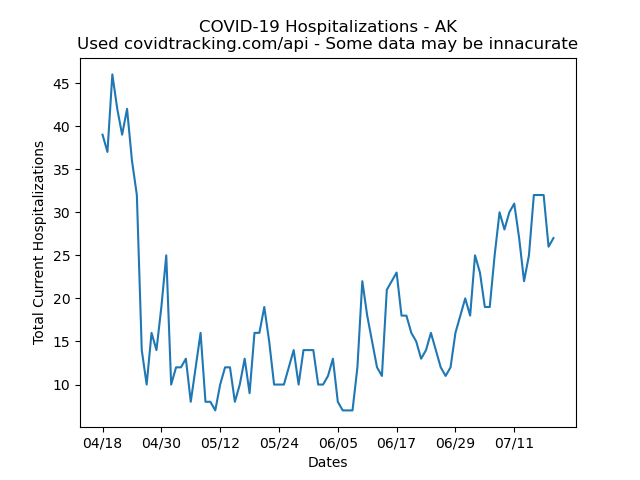 COVID-19 Hospitalizations - AK
Used covidtracking.com/api - Some data may be innacurate
Total Current Hospitalizations
45
40
35
30
25
20
15
10
04/18 04/30 05/12 05/24 06/05 06/17 06/29 07/11
Dates